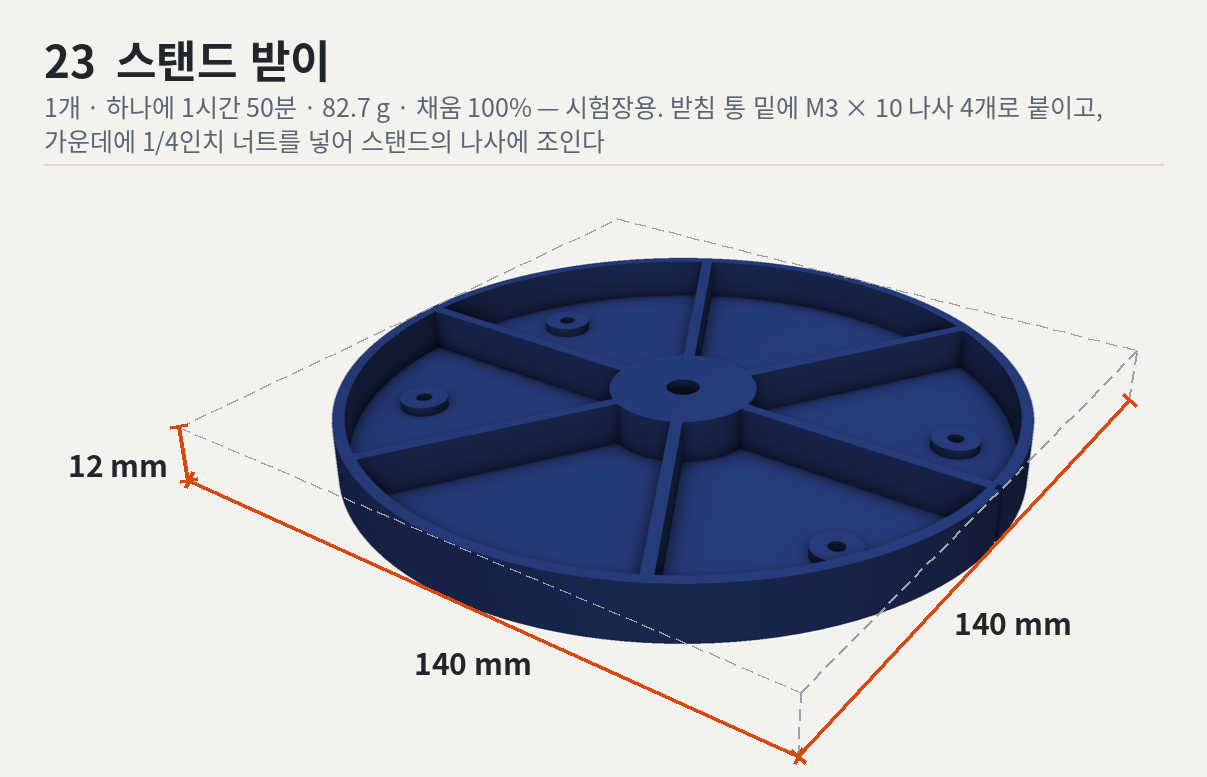 23 스탠드 받이
1개 · 하나에 1시간 50분 · 82.7 g · 채움 100% — 시험장용. 받침 통 밑에 M3 × 10 나사 4개로 붙이고,
가운데에 1/4인치 너트를 넣어 스탠드의 나사에 조인다
12 mm
140 mm
140 mm